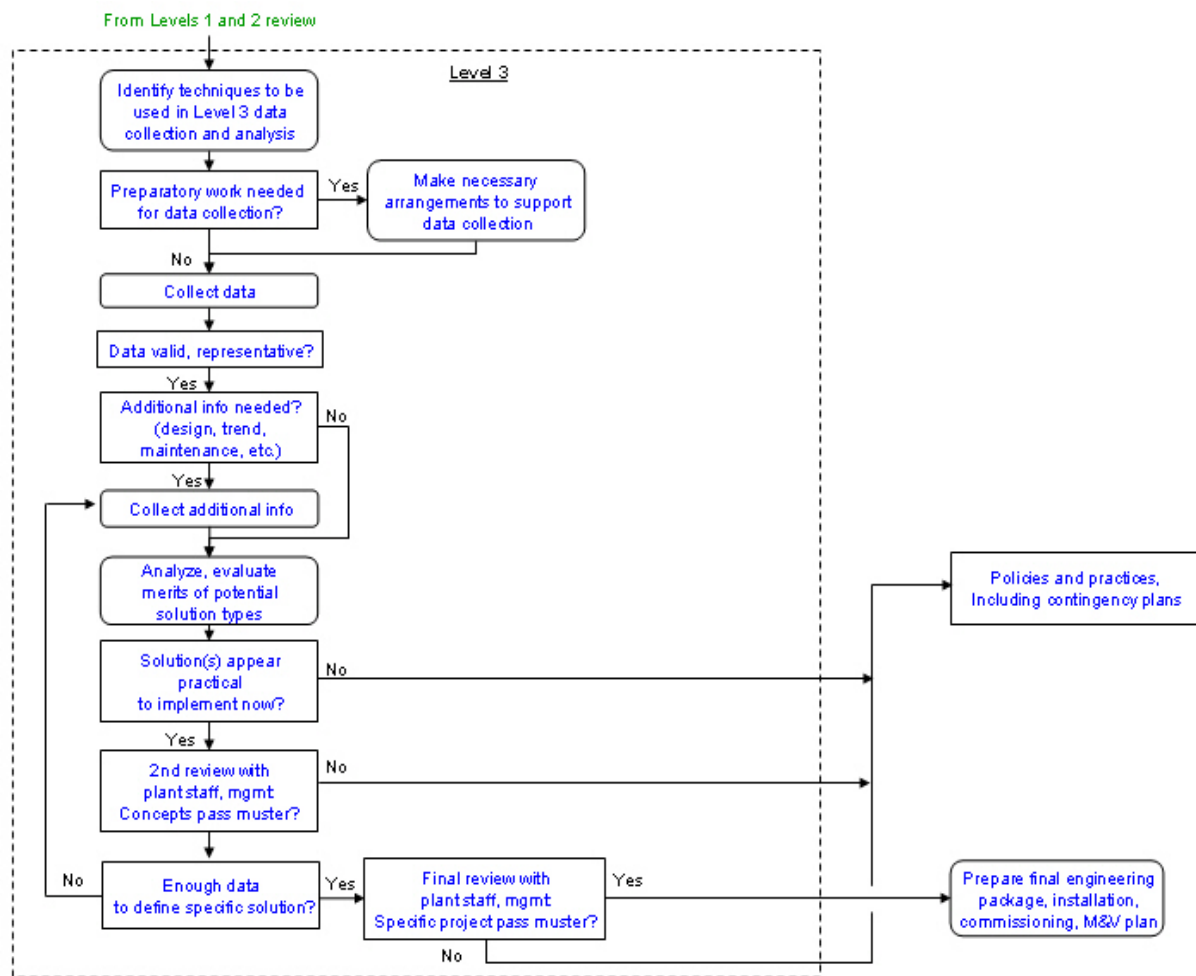 From Levels 1 and 2 review
Level 3
Identify techniques to be
used in Level 3 data
collection and analysis
Preparatory work needed
for data collection?
Yes
Make necessary
arrangements to support
data collection
No
Collect data
Data valid, representative?
Yes
Additional info needed?
(design, trend,
maintenance, etc.)
No
Yes
Collect additional info
Analyze, evaluate
merits of potential
solution types
Policies and practices,
Including contingency plans
Solution(s) appear
practical
to implement now?
No
Yes
2nd review with
plant staff, mgmt.
Concepts pass muster?
No
No
Enough data
to define specific solution?
Yes
Final review with
plant staff, mgmt.
Specific project pass muster?
Yes
Prepare final engineering
package, installation,
commissioning, M&V plan
No